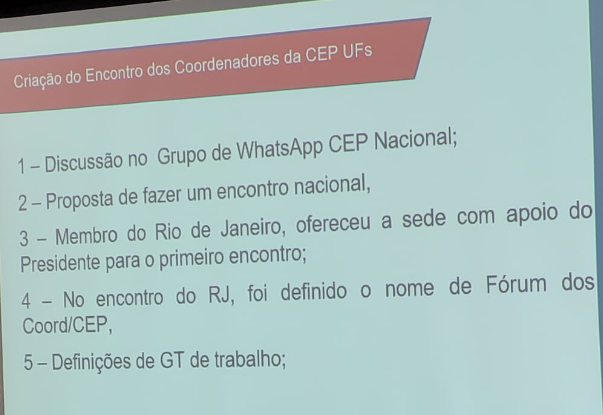 Criação do Encontro dos Coordenadores da CEP UFs
1 – Discussão no Grupo de WhatsApp CEP Nacional;
2 – Proposta de fazer um encontro nacional,
3 – Membro do Rio de Janeiro, ofereceu a sede com apoio do
Presidente para o primeiro encontro;
4 – No encontro do RJ, foi definido o nome de Fórum dos
Coord/CEP,
5 – Definições de GT de trabalho;